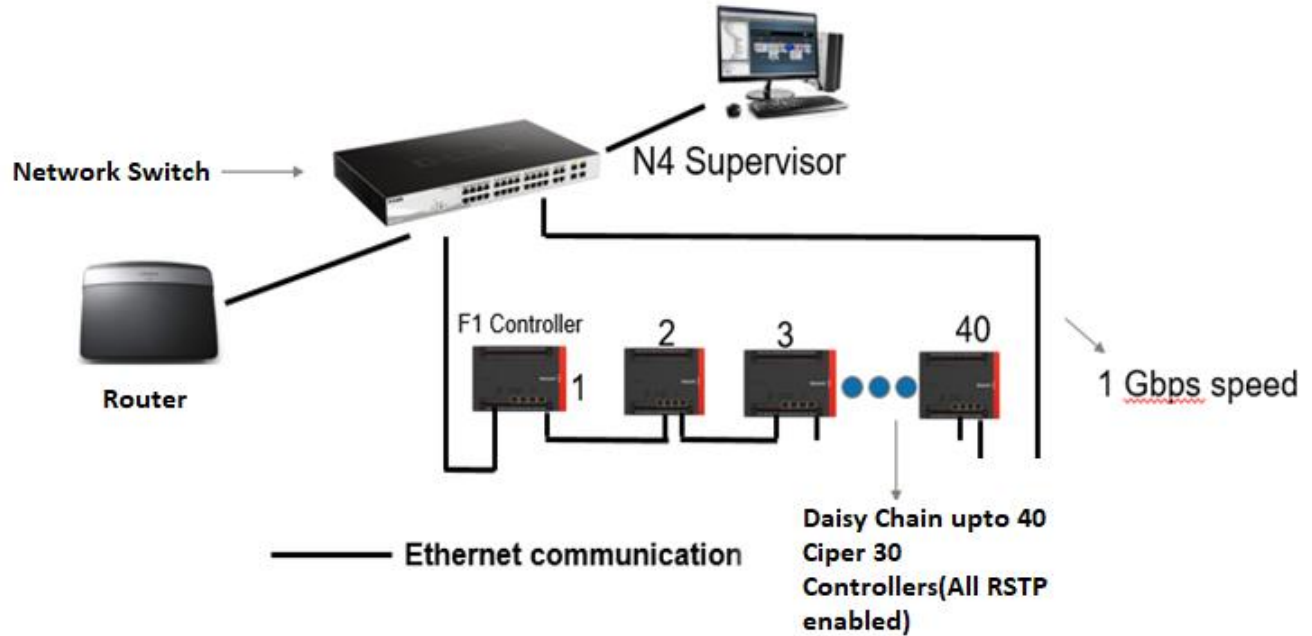 N4 Supervisor
Network Switch
D-Link
Router
F1 Controller
1
2
3
40
1 Gbps speed
Daisy Chain upto 40
Ciper 30
Controllers(All RSTP
enabled)
Ethernet communication